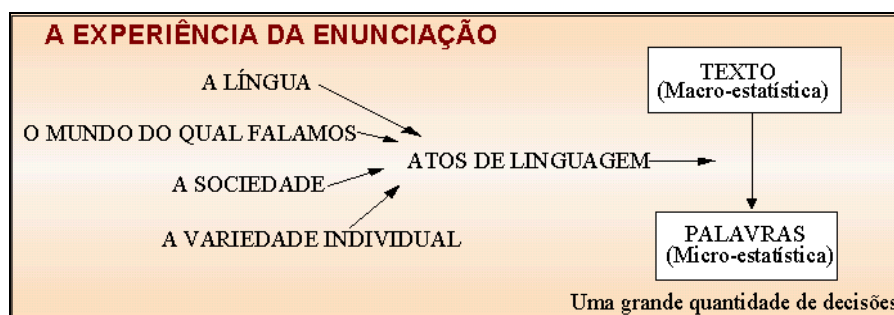 A EXPERIÊNCIA DA ENUNCIAÇÃO
A LÍNGUA
O MUNDO DO QUAL FALAMOS
A SOCIEDADE
A VARIEDADE INDIVIDUAL
ATOS DE LINGUAGEM
TEXTO
(Macro-estatística)
PALAVRAS
(Micro-estatística)
Uma grande quantidade de decisões